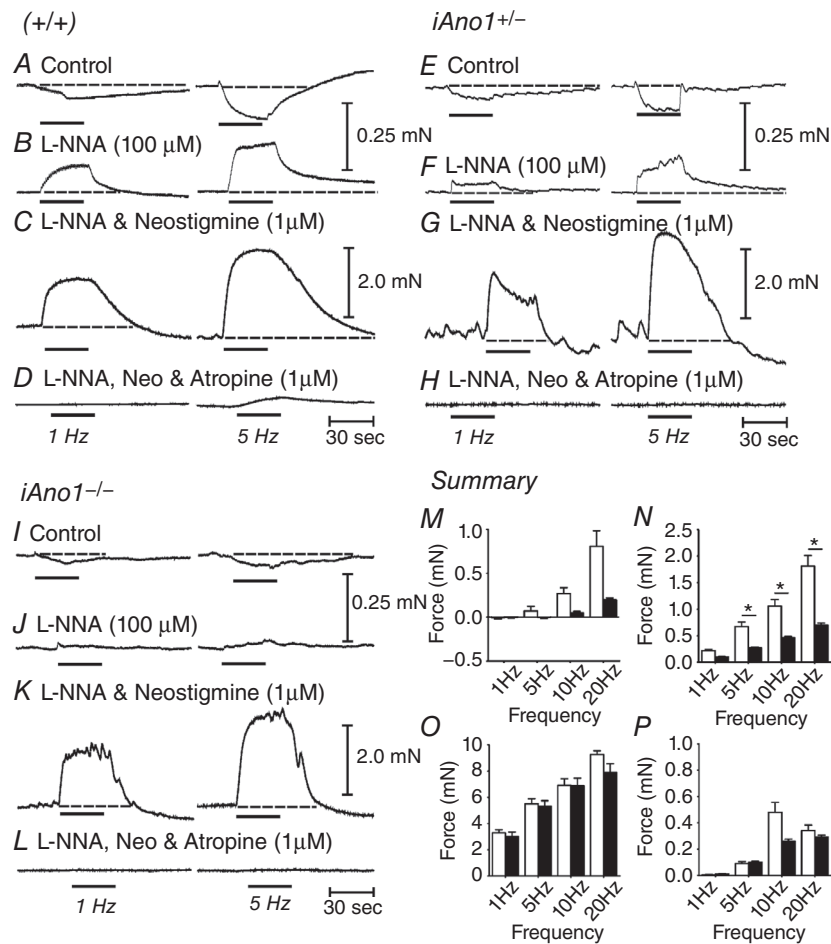 (+/+)
A Control
0.25 mN
B L-NNA (100 μM)
C L-NNA & Neostigmine (1μM)
2.0 mN
D L-NNA, Neo & Atropine (1μM)
1 Hz
5 Hz
30 sec
iAno1+/−
E Control
0.25 mN
F L-NNA (100 μM)
G L-NNA & Neostigmine (1μM)
2.0 mN
H L-NNA, Neo & Atropine (1μM)
1 Hz
5 Hz
30 sec
iAno1−/−
I Control
0.25 mN
J L-NNA (100 μM)
K L-NNA & Neostigmine (1μM)
2.0 mN
L L-NNA, Neo & Atropine (1μM)
1 Hz
5 Hz
30 sec
Summary
M
Force (mN)
1.0
0.5
0.0
−0.5
1Hz
5Hz
10Hz
20Hz
Frequency
N
Force (mN)
2.5
2.0
1.5
1.0
0.5
0.0
*
*
*
1Hz
5Hz
10Hz
20Hz
Frequency
O
Force (mN)
10
8
6
4
2
0
1Hz
5Hz
10Hz
20Hz
Frequency
P
Force (mN)
1.0
0.8
0.6
0.4
0.2
0.0
1Hz
5Hz
10Hz
20Hz
Frequency